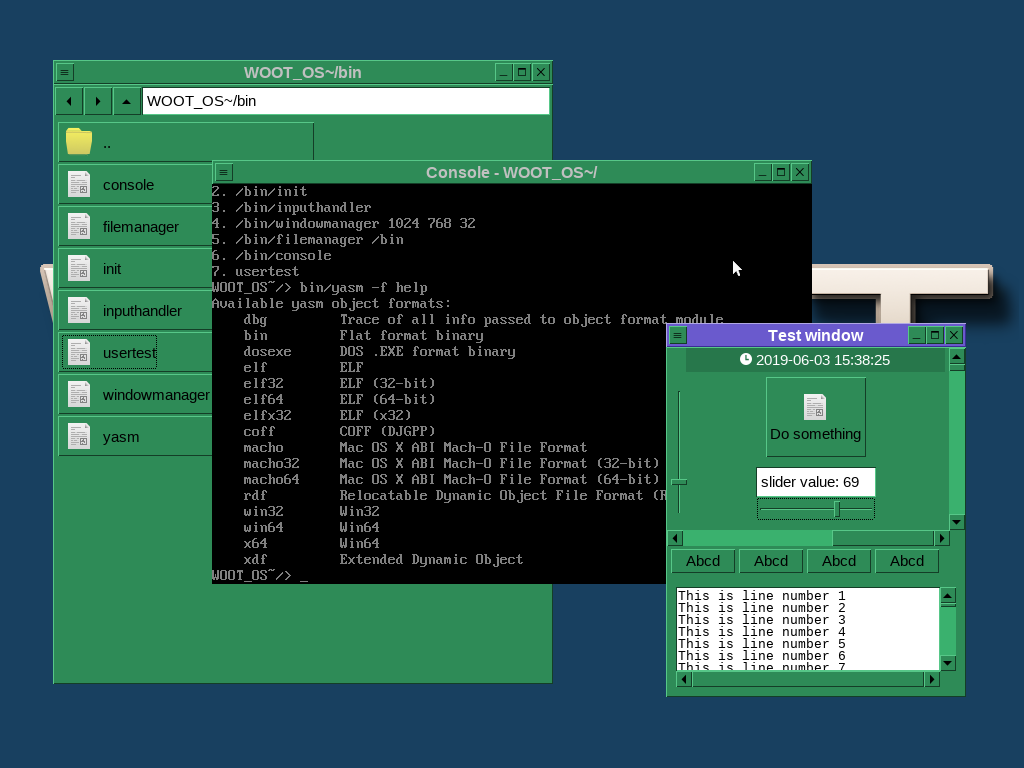 WOOT_OS~/bin
WOOT_OS~/bin
..
console
filemanager
init
inputhandler
usertest
windowmanager
yasm
Console - WOOT_OS~/
2. /bin/init
3. /bin/inputhandler
4. /bin/windowmanager 1024 768 32
5. /bin/filemanager /bin
6. /bin/console
7. usertest
WOOT_OS~/> bin/yasm -f help
Available yasm object formats:
dbg Trace of all info passed to object format module
bin Flat format binary
dosexe DOS .EXE format binary
elf ELF
elf32 ELF (32-bit)
elf64 ELF (64-bit)
elfx32 ELF (x32)
coff COFF (DJGPP)
macho Mac OS X ABI Mach-O File Format
macho32 Mac OS X ABI Mach-O File Format (32-bit)
macho64 Mac OS X ABI Mach-O File Format (64-bit)
rdf Relocatable Dynamic Object File Format (R
win32 Win32
win64 Win64
x64 Win64
xdf Extended Dynamic Object
WOOT_OS~/> _
Test window
2019-06-03 15:38:25
Do something
slider value: 69
Abcd Abcd Abcd Abcd
This is line number 1
This is line number 2
This is line number 3
This is line number 4
This is line number 5
This is line number 6
This is line number 7